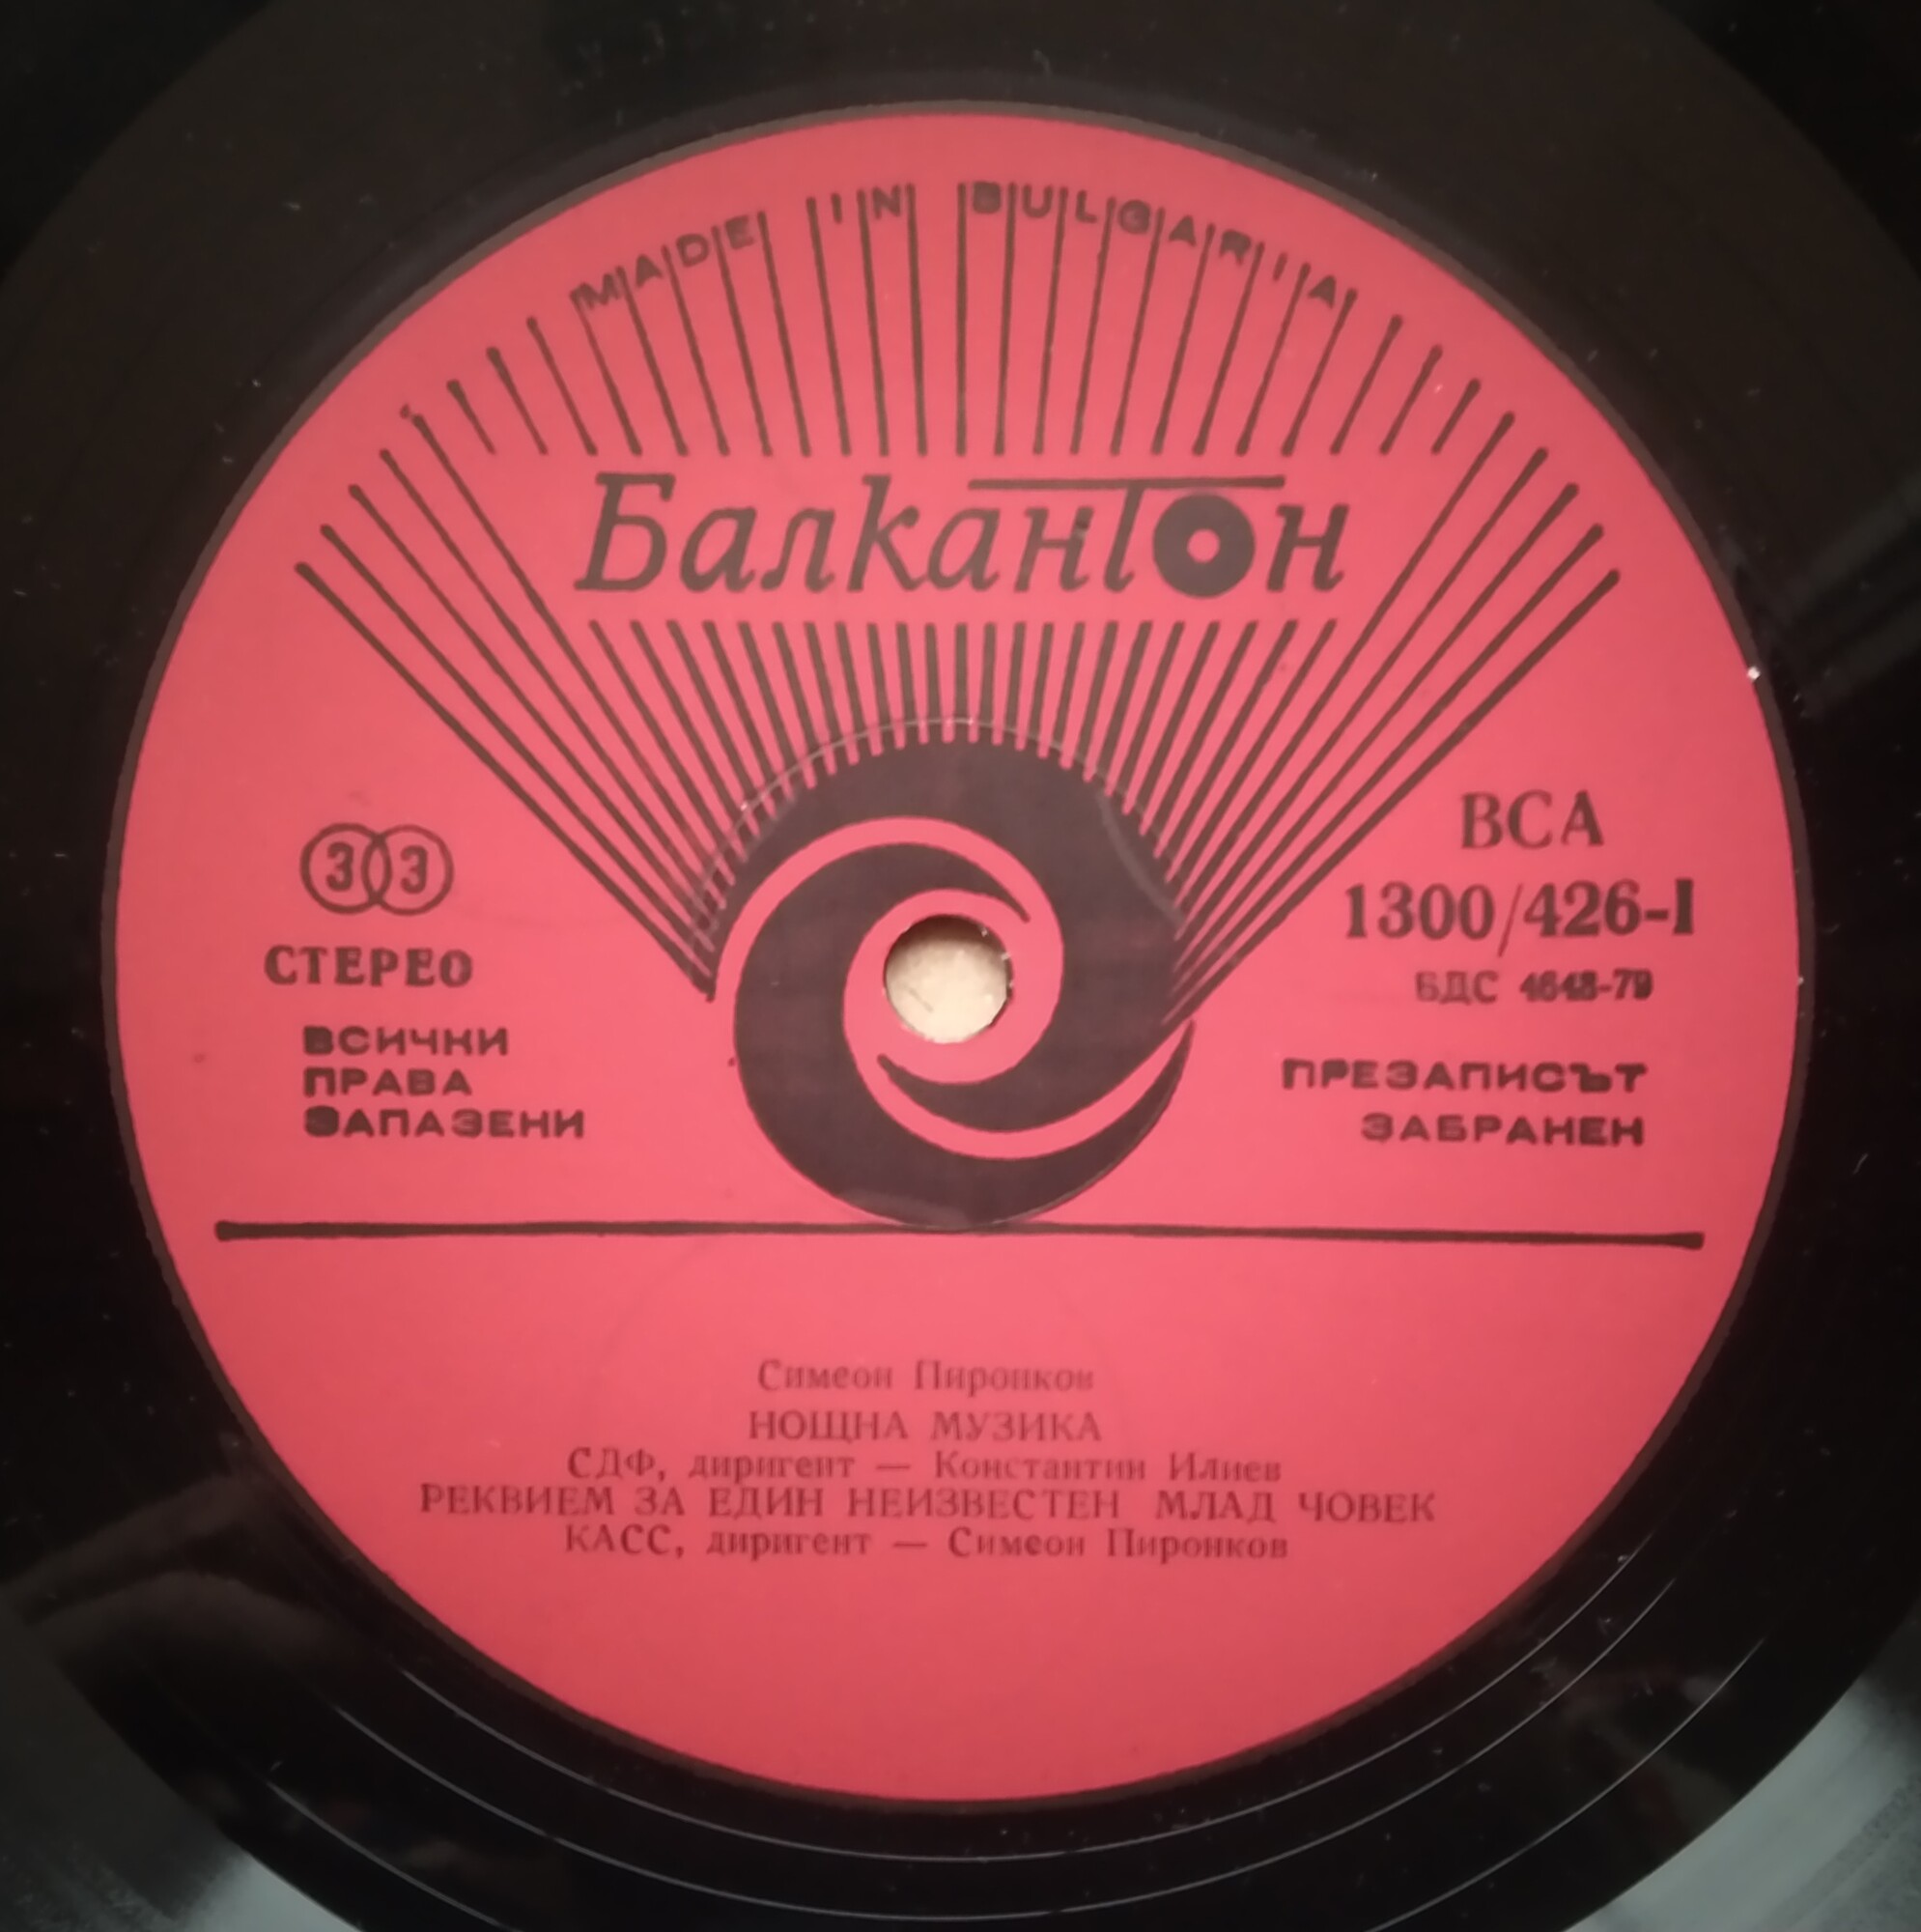 MADE IN BULGARIA
Балкантон
33
СТЕРЕО
ВСИЧКИ
ПРАВА
ЗАПАЗЕНИ
ВСА
1300/426-I
БДС 4648-79
ПРЕЗАПИСЪТ
ЗАБРАНЕН
Симеон Пиронков
НОЩНА МУЗИКА
СДФ, диригент — Константин Илиев
РЕКВИЕМ ЗА ЕДИН НЕИЗВЕСТЕН МЛАД ЧОВЕК
КАСС, диригент — Симеон Пиронков